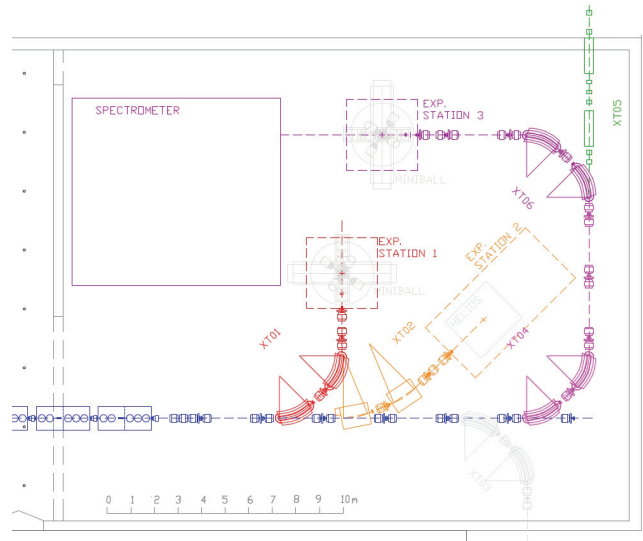 SPECTROMETER
EXP.
STATION 3
XT05
MINIBALL
XT06
EXP.
STATION 2
EXP.
STATION 1
MINIBALL
HELIOS
XT01
XT02
XT04
XT03
0 1 2 3 4 5 6 7 8 9 10 m